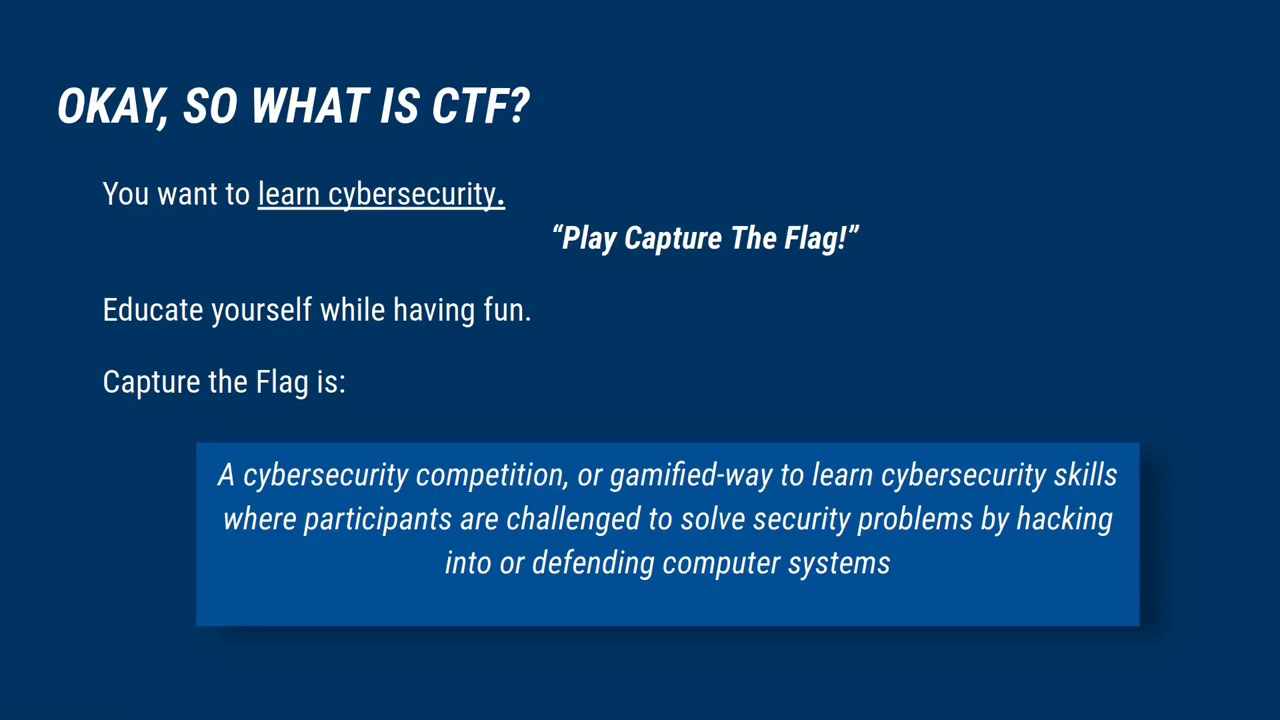 OKAY, SO WHAT IS CTF?
You want to learn cybersecurity.
“Play Capture The Flag!”
Educate yourself while having fun.
Capture the Flag is:
A cybersecurity competition, or gamified-way to learn cybersecurity skills
where participants are challenged to solve security problems by hacking
into or defending computer systems